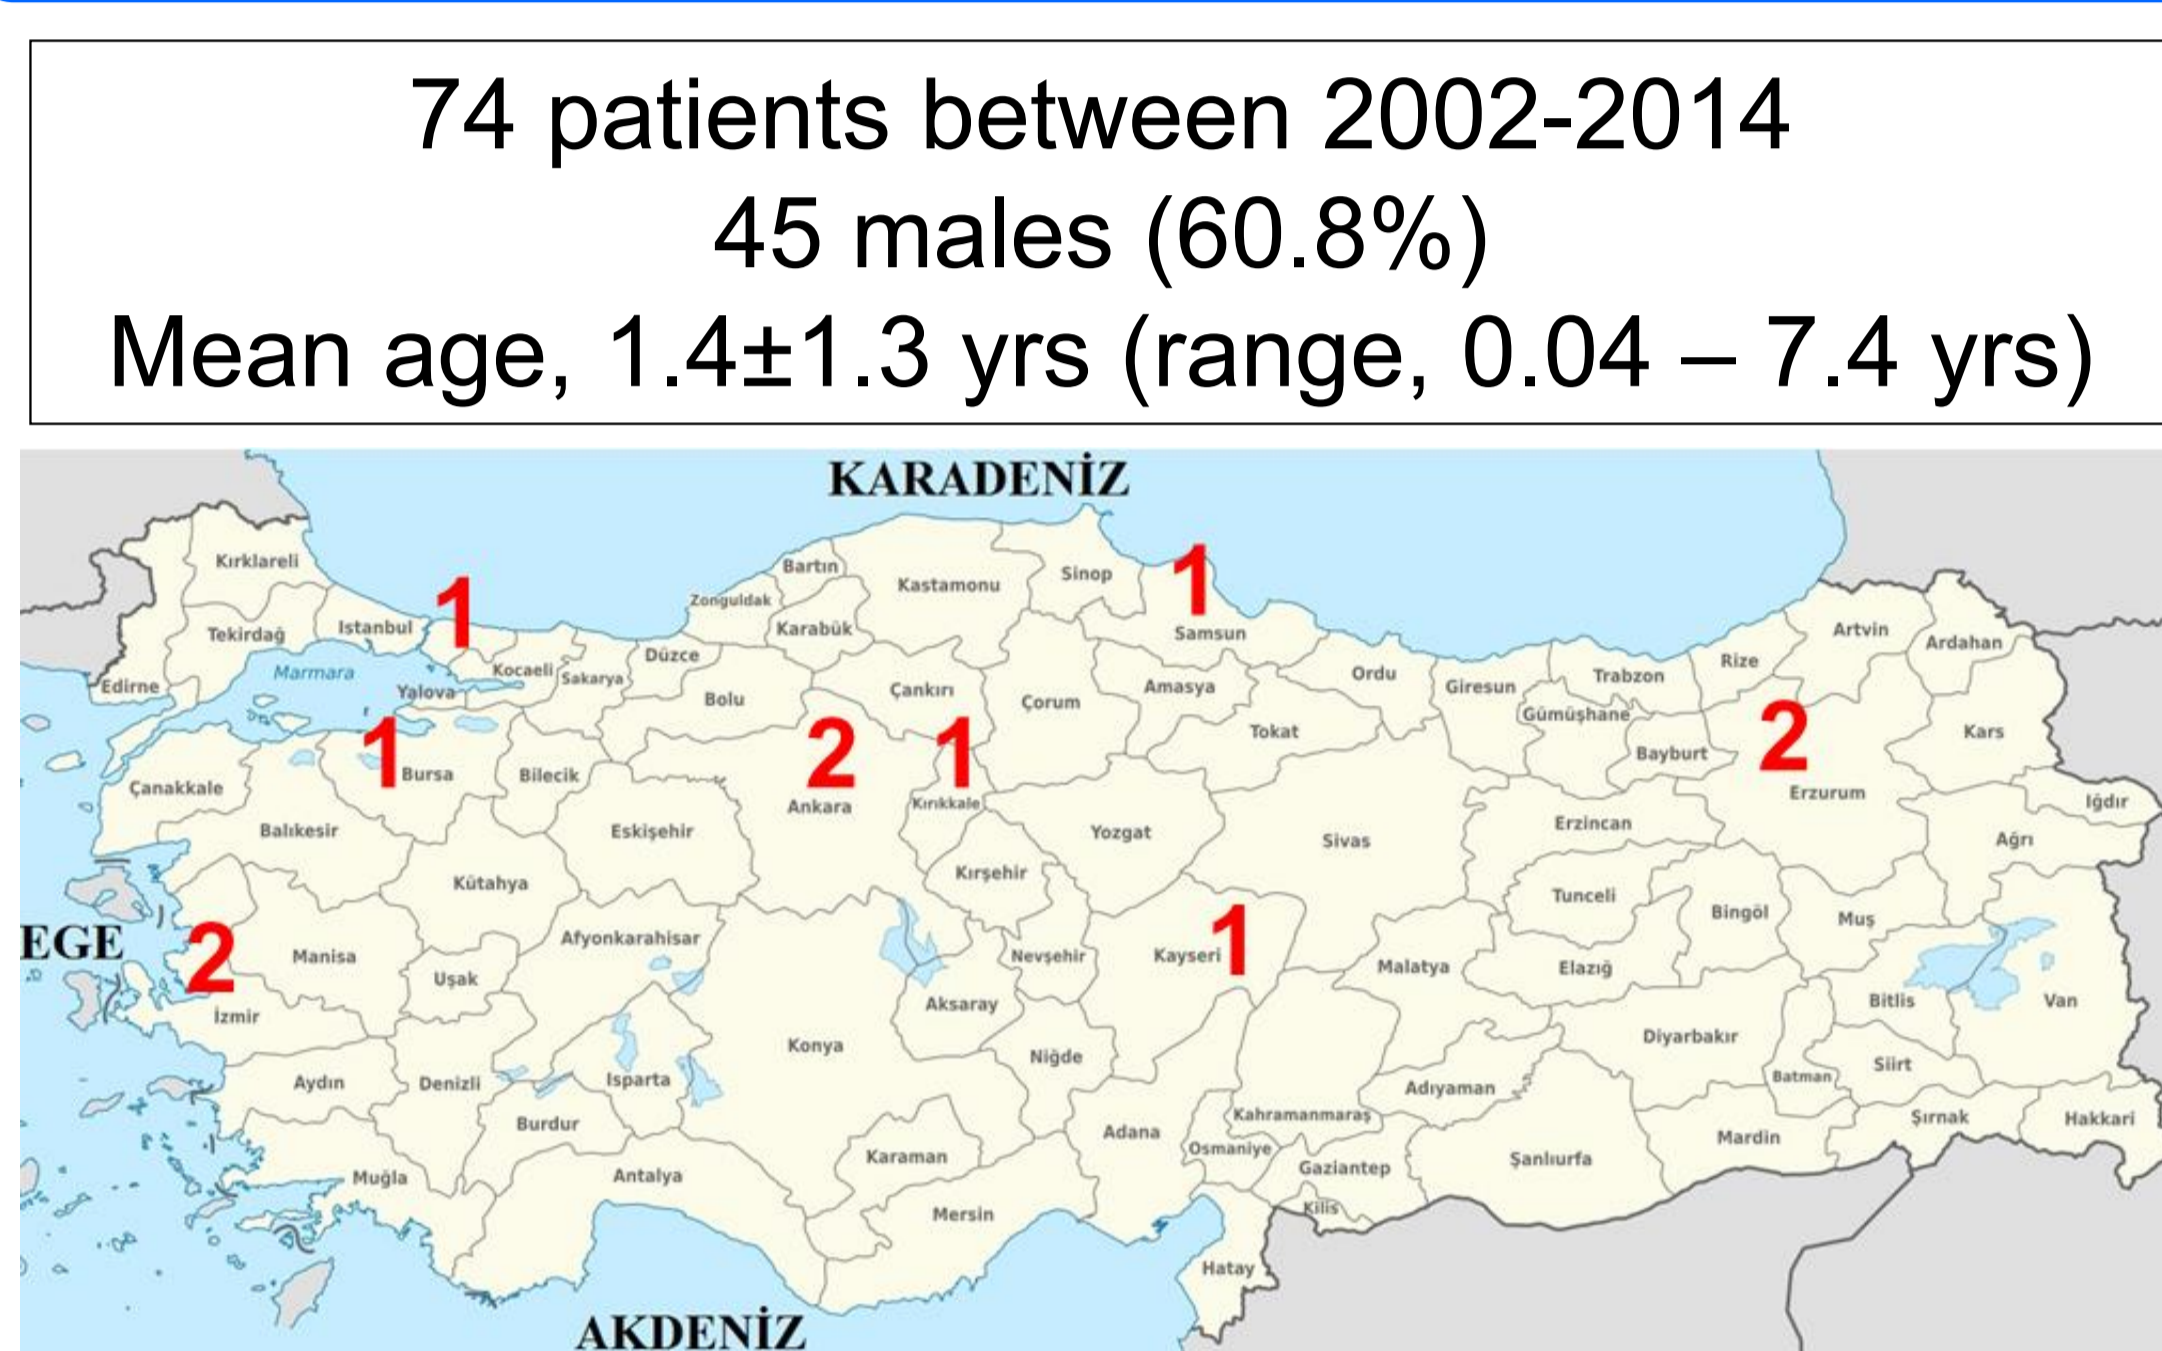 74 patients between 2002-2014
45 males (60.8%)
Mean age, 1.4±1.3 yrs (range, 0.04 – 7.4 yrs)
KARADENİZ
Kırklareli
Bartın
Sinop
1
Kastamonu
1
Zonguldak
Tekirdağ
Istanbul
Karabük
Samsun
Artvin
Ardahan
Marmara
Kocaeli
Sakarya
Düzce
Edirne
Yalova
Bolu
Çankırı
Çorum
Amasya
Ordu
Giresun
Trabzon
Rize
Gümüşhane
Tokat
Kars
1
2
1
2
Bayburt
Çanakkale
Bursa
Bilecik
Ankara
Kırıkkale
Erzurum
Iğdır
Balıkesir
Eskişehir
Yozgat
Sivas
Erzincan
Ağrı
Kütahya
Kırşehir
Tunceli
Bingöl
Muş
EGE
2
Manisa
Afyonkarahisar
Nevşehir
Kayseri
1
Malatya
Elazığ
Uşak
İzmir
Aksaray
Bitlis
Van
Konya
Niğde
Diyarbakır
Siirt
Aydın
Denizli
Isparta
Adıyaman
Batman
Burdur
Kahramanmaraş
Şırnak
Hakkari
Adana
Osmaniye
Mardin
Muğla
Antalya
Karaman
Gaziantep
Şanlıurfa
Mersin
Kilis
Hatay
AKDENİZ